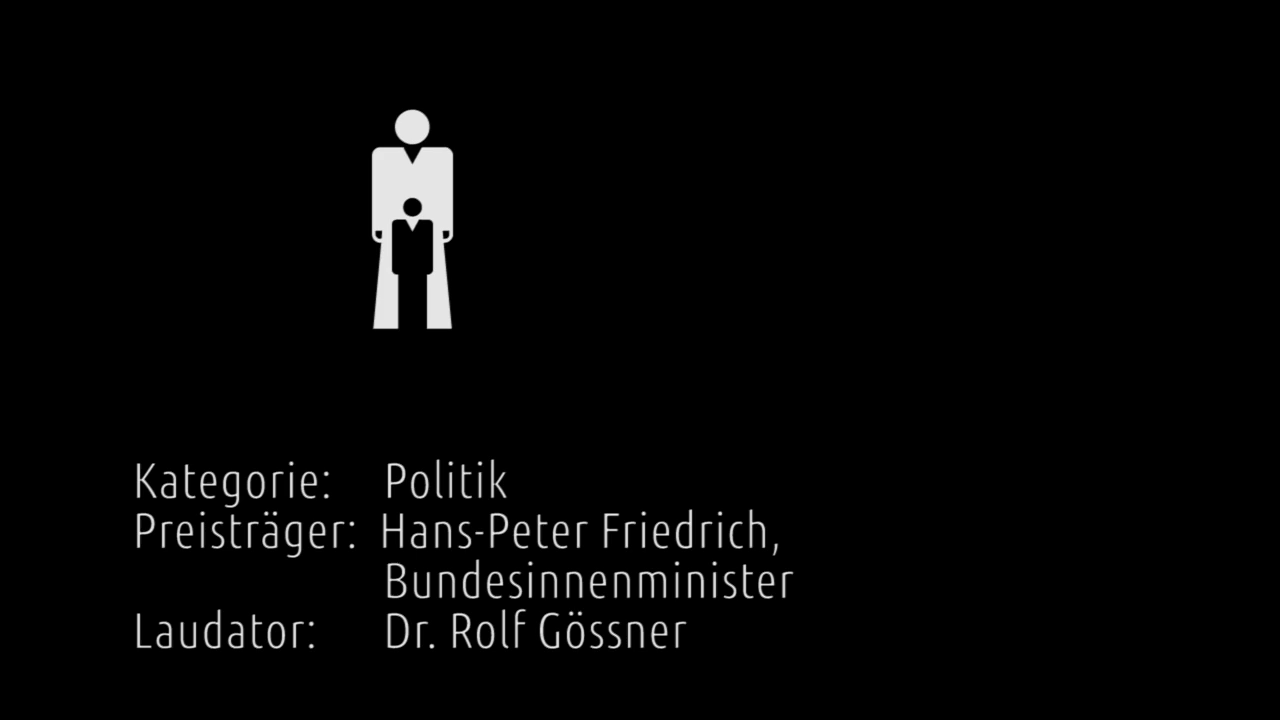 Kategorie: Politik
Preisträger: Hans-Peter Friedrich,
Bundesinnenminister
Laudator: Dr. Rolf Gössner